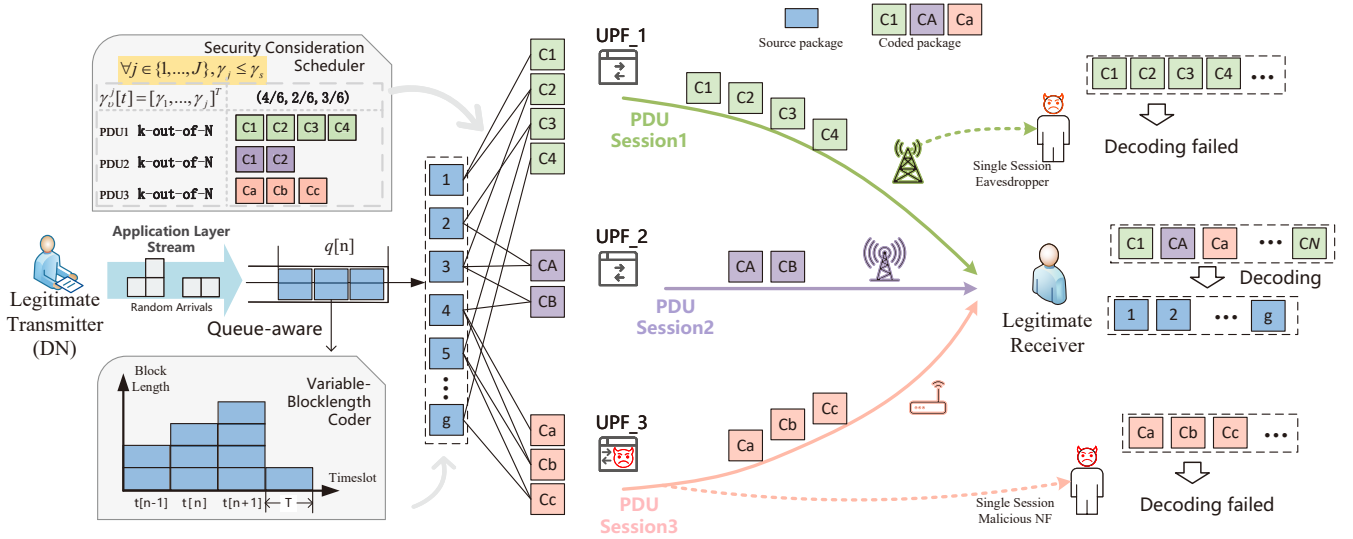 Security Consideration
Scheduler
∀j ∈ {1,...,J}, γ_j ≤ γ_s
γ_υ^j[t] = [γ_1,...,γ_j]^T
(4/6, 2/6, 3/6)
PDU1 k-out-of-N
C1 C2 C3 C4
PDU2 k-out-of-N
C1 C2
PDU3 k-out-of-N
Ca Cb Cc
Legitimate
Transmitter
(DN)
Application Layer
Stream
Random Arrivals
q[n]
Queue-aware
Block
Length
Variable-
Blocklength
Coder
Timeslot
t[n-1] t[n] t[n+1] T
1
2
3
4
5
g
C1
C2
C3
C4
CA
CB
Ca
Cb
Cc
C1 CA Ca
Source package
Coded package
UPF_1
PDU
Session1
C1
C2
C3
C4
Single Session
Eavesdropper
C1 C2 C3 C4 •••
Decoding failed
UPF_2
PDU
Session2
CA CB
Legitimate
Receiver
C1 CA Ca ••• CN
Decoding
1 2 ••• g
UPF_3
PDU
Session3
Ca
Cb
Cc
Single Session
Malicious NF
Ca Cb Cc •••
Decoding failed